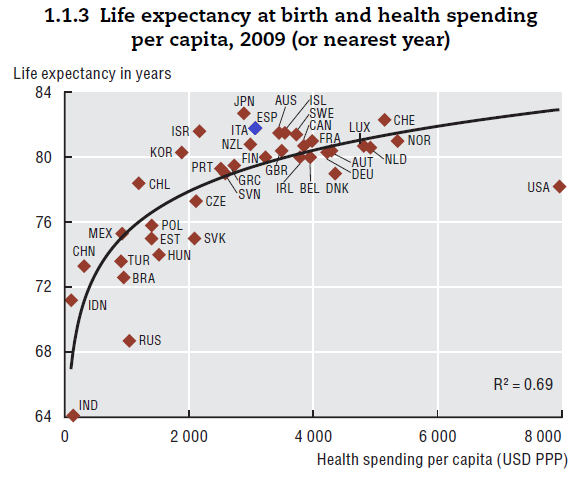 1.1.3 Life expectancy at birth and health spending
per capita, 2009 (or nearest year)
Life expectancy in years
84
80
76
72
68
64
JPN
AUS
ISL
SWE
ESP
ITA
CAN
LUX
CHE
ISR
FRA
NOR
NZL
KOR
FIN
GBR
AUT
NLD
PRT
DEU
GRC
SVN
IRL
BEL
DNK
USA
CHL
CZE
MEX
POL
EST
SVK
CHN
TUR
HUN
BRA
IDN
RUS
IND
R² = 0.69
0
2 000
4 000
6 000
8 000
Health spending per capita (USD PPP)